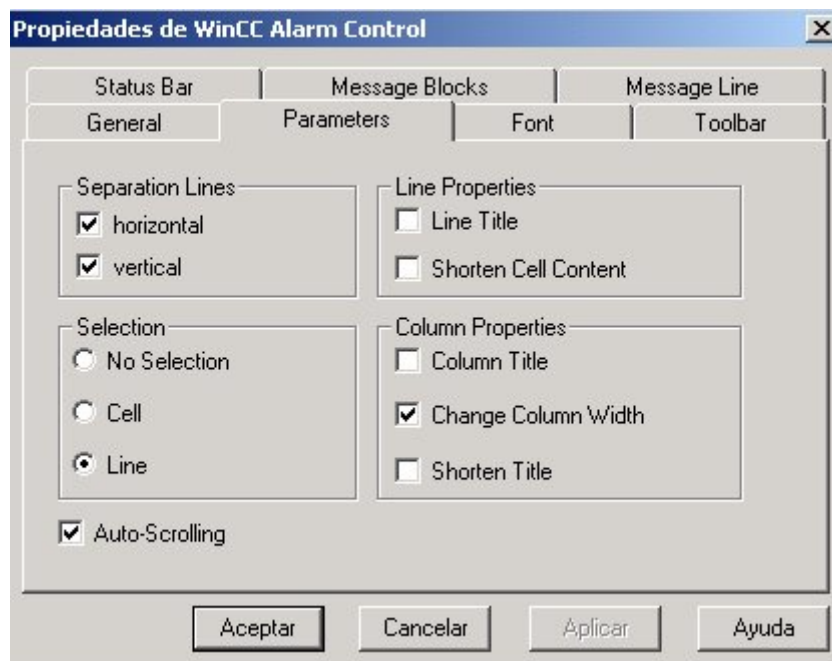 Propiedades de WinCC Alarm Control
Status Bar
Message Blocks
Message Line
General
Parameters
Font
Toolbar
Separation Lines
horizontal
vertical
Line Properties
Line Title
Shorten Cell Content
Selection
No Selection
Cell
Line
Column Properties
Column Title
Change Column Width
Shorten Title
Auto-Scrolling
Aceptar
Cancelar
Aplicar
Ayuda